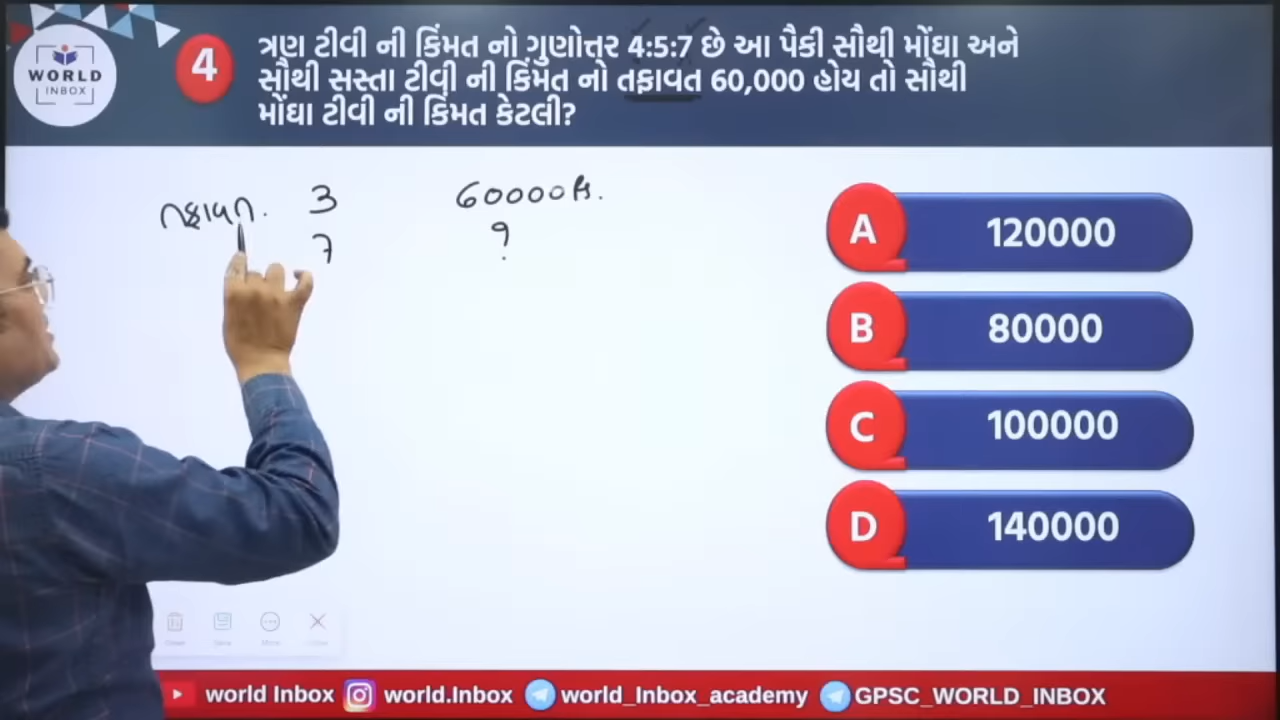 WORLD
INBOX
4
ત્રણ ટીવી ની કિંમત નો ગુણોત્તર 4:5:7 છે આ પૈકી સૌથી મોંઘા અને
સૌથી સસ્તા ટીવી ની કિંમત નો તફાવત 60,000 હોય તો સૌથી
મોંઘા ટીવી ની કિંમત કેટલી?
તફાવત. 3 60000 Rs.
7 ?
A 120000
B 80000
C 100000
D 140000
world Inbox world.Inbox world_Inbox_academy GPSC_WORLD_INBOX